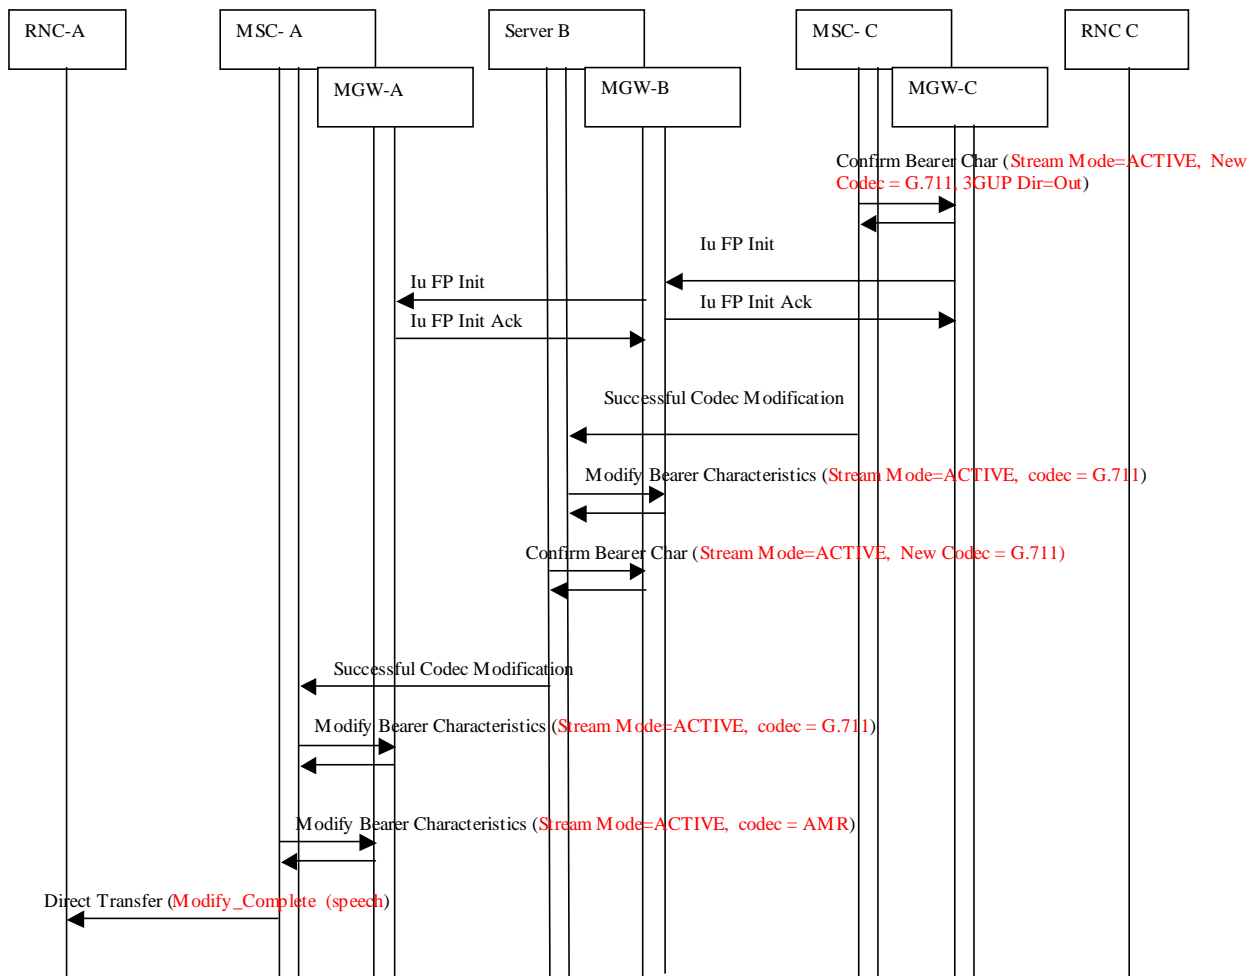 RNC-A
MSC- A
Server B
MSC- C
RNC C
MGW-A
MGW-B
MGW-C
Confirm Bearer Char (Stream Mode=ACTIVE, New
Codec = G.711, 3GUP Dir=Out)
Iu FP Init
Iu FP Init
Iu FP Init Ack
Iu FP Init Ack
Successful Codec Modification
Modify Bearer Characteristics (Stream Mode=ACTIVE, codec = G.711)
Confirm Bearer Char (Stream Mode=ACTIVE, New Codec = G.711)
Successful Codec Modification
Modify Bearer Characteristics (Stream Mode=ACTIVE, codec = G.711)
Modify Bearer Characteristics (Stream Mode=ACTIVE, codec = AMR)
Direct Transfer (Modify_Complete (speech)